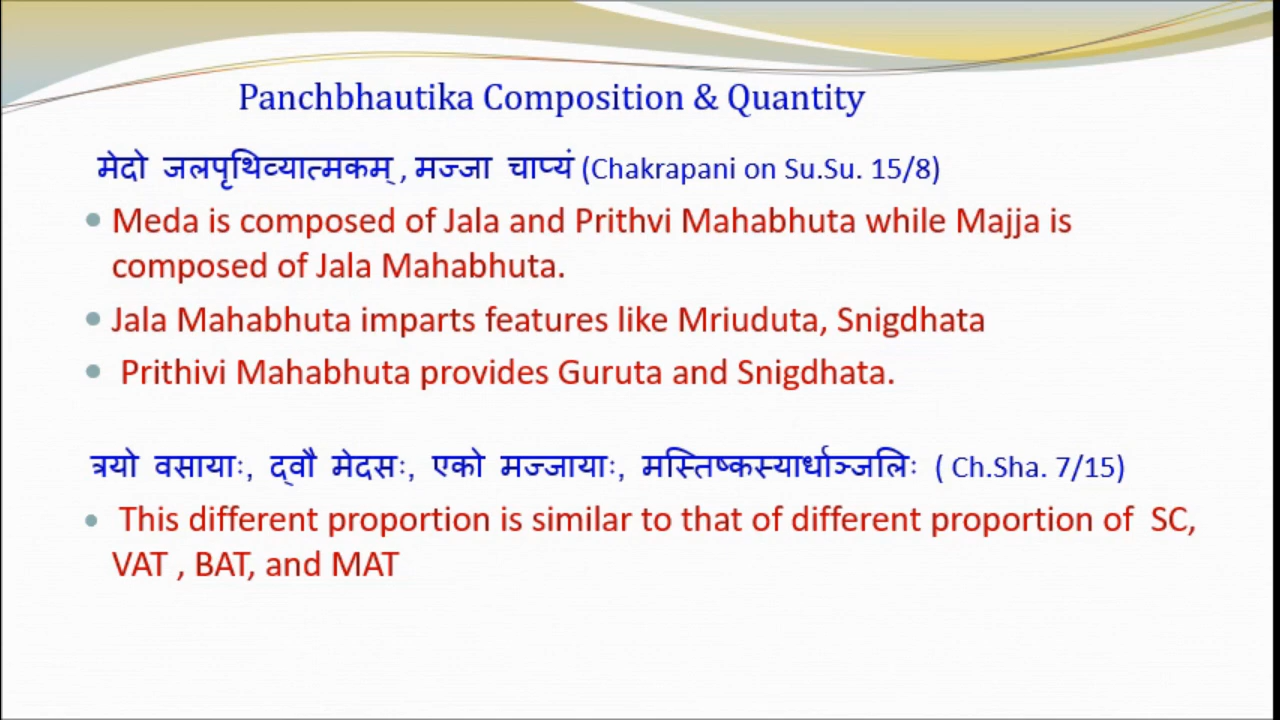 Panchbhautika Composition & Quantity
मेदो जलपृथिव्यात्मकम् , मज्जा चाप्यं (Chakrapani on Su.Su. 15/8)
Meda is composed of Jala and Prithvi Mahabhuta while Majja is
composed of Jala Mahabhuta.
Jala Mahabhuta imparts features like Mriuduta, Snigdhata
Prithivi Mahabhuta provides Guruta and Snigdhata.
त्रयो वसायाः, द्वौ मेदसः, एको मज्जायाः, मस्तिष्कस्यार्धाञ्जलिः ( Ch.Sha. 7/15)
This different proportion is similar to that of different proportion of SC,
VAT , BAT, and MAT